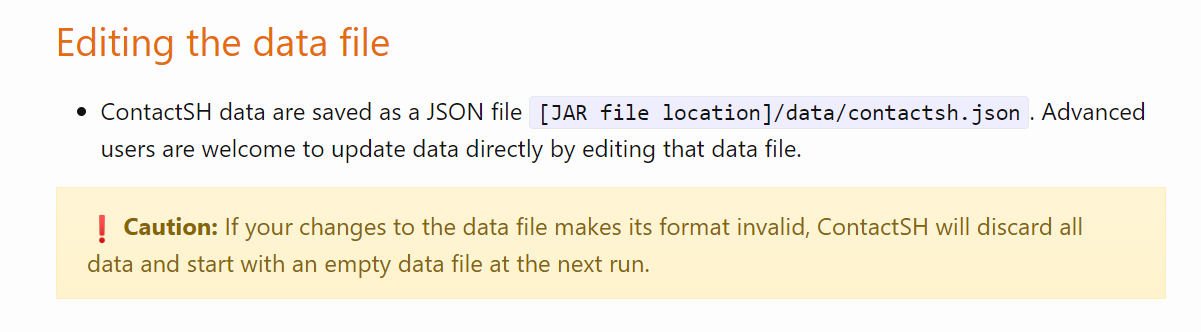 Editing the data file
• ContactSH data are saved as a JSON file [JAR file location]/data/contactsh.json. Advanced
users are welcome to update data directly by editing that data file.
❗ Caution: If your changes to the data file makes its format invalid, ContactSH will discard all
data and start with an empty data file at the next run.